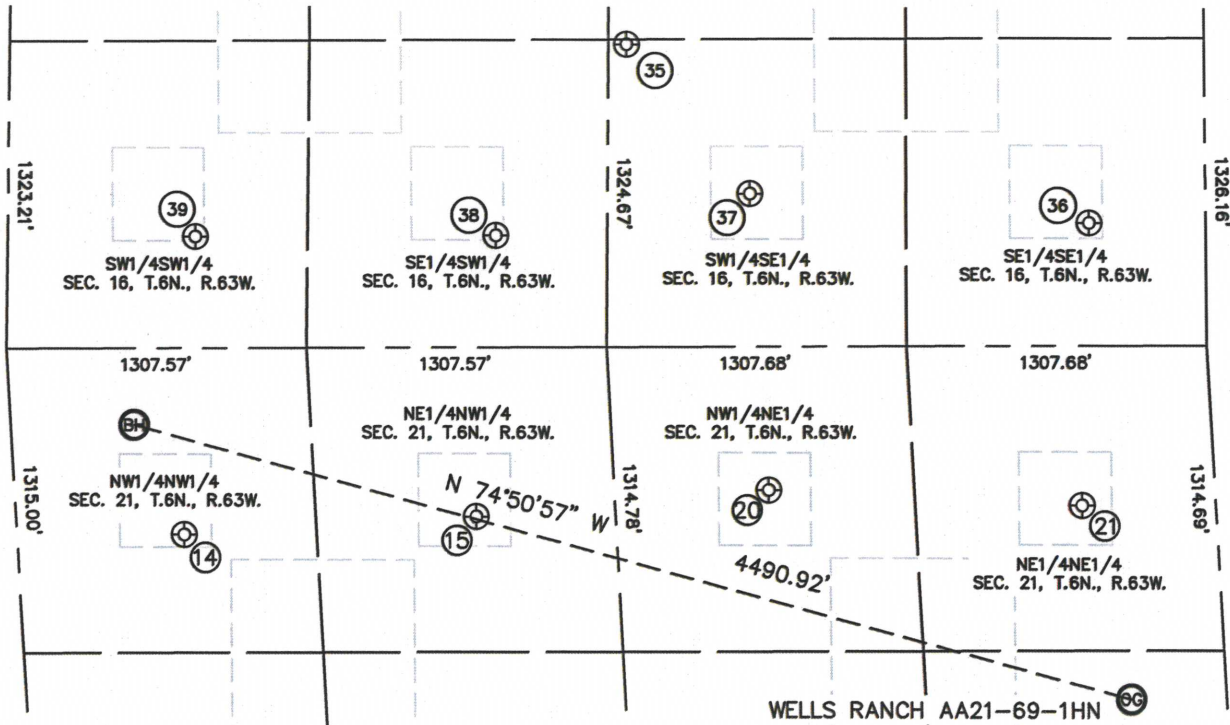 35
1323.21'
1324.67'
1326.16'
39
38
37
36
SW1/4SW1/4
SEC. 16, T.6N., R.63W.
SE1/4SW1/4
SEC. 16, T.6N., R.63W.
SW1/4SE1/4
SEC. 16, T.6N., R.63W.
SE1/4SE1/4
SEC. 16, T.6N., R.63W.
1307.57'
1307.57'
1307.68'
1307.68'
BH
NE1/4NW1/4
SEC. 21, T.6N., R.63W.
NW1/4NE1/4
SEC. 21, T.6N., R.63W.
1315.00'
NW1/4NW1/4
SEC. 21, T.6N., R.63W.
N 74°50'57" W
1314.78'
1314.69'
14
15
20
21
4490.92'
NE1/4NE1/4
SEC. 21, T.6N., R.63W.
WELLS RANCH AA21-69-1HN